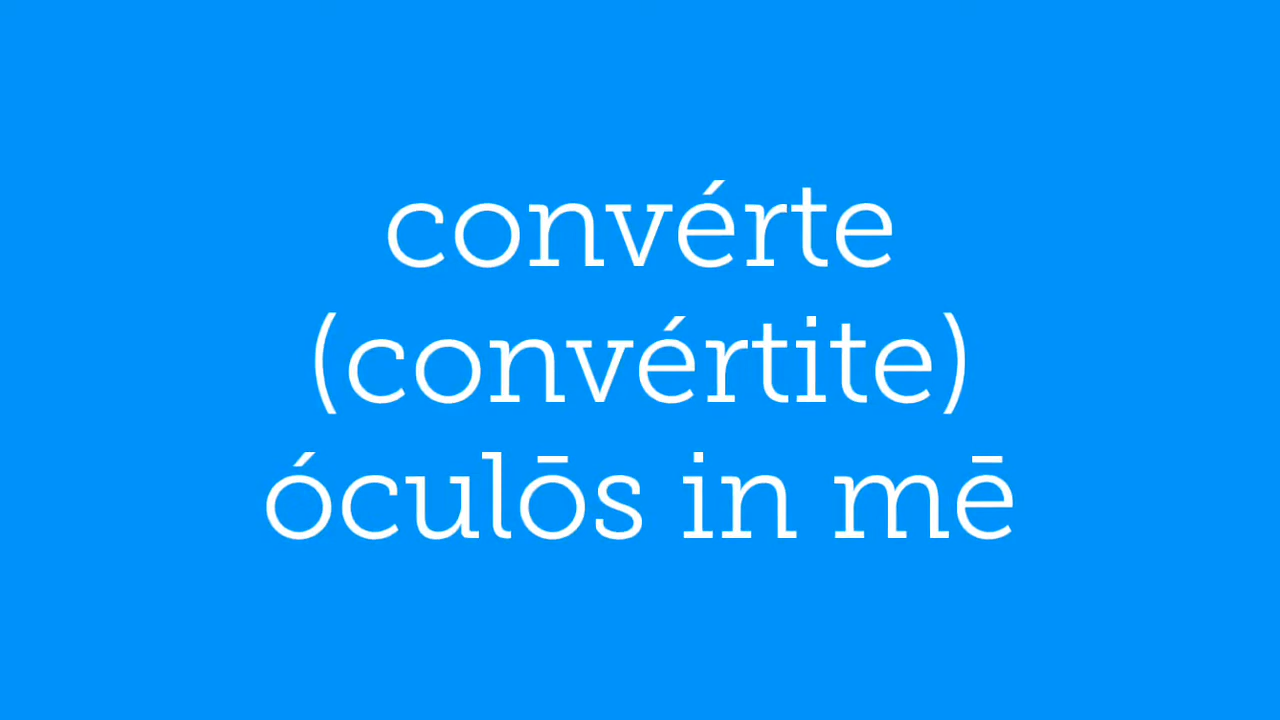 convérte
(convértite)
óculōs in mē